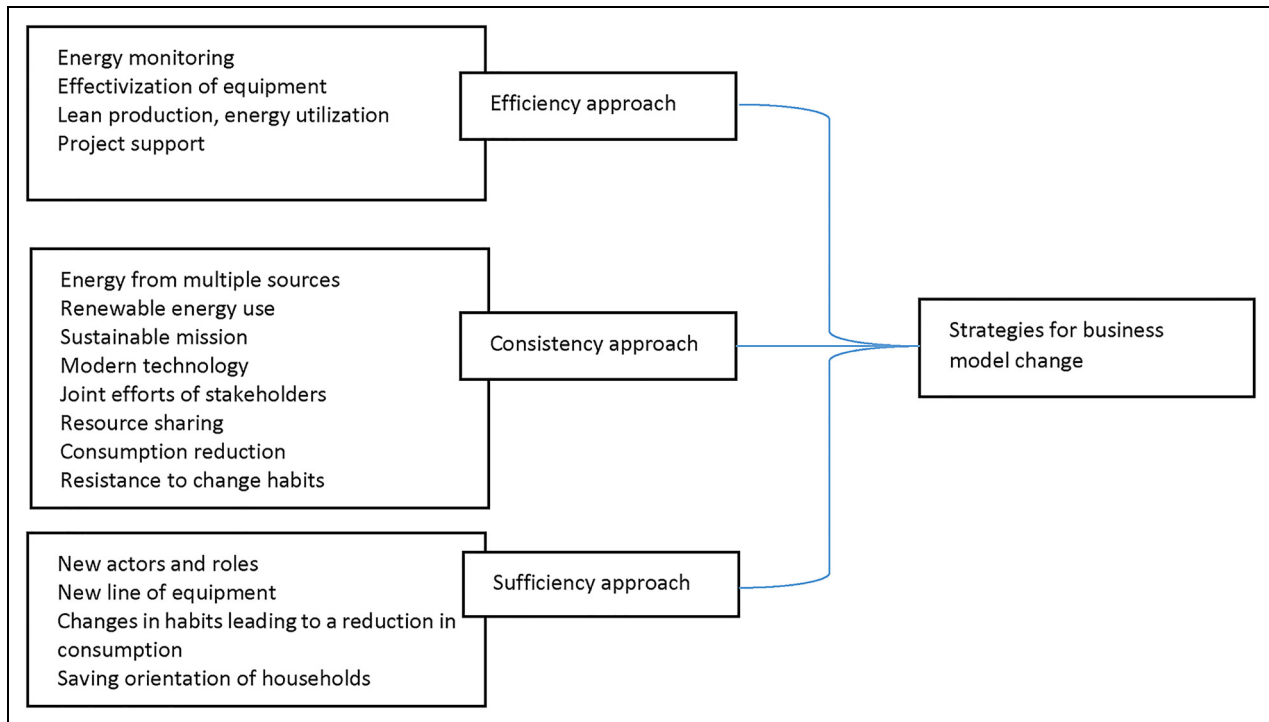 Energy monitoring
Effectivization of equipment
Lean production, energy utilization
Project support
Efficiency approach
Energy from multiple sources
Renewable energy use
Sustainable mission
Modern technology
Joint efforts of stakeholders
Resource sharing
Consumption reduction
Resistance to change habits
Consistency approach
Strategies for business
model change
New actors and roles
New line of equipment
Changes in habits leading to a reduction in
consumption
Saving orientation of households
Sufficiency approach